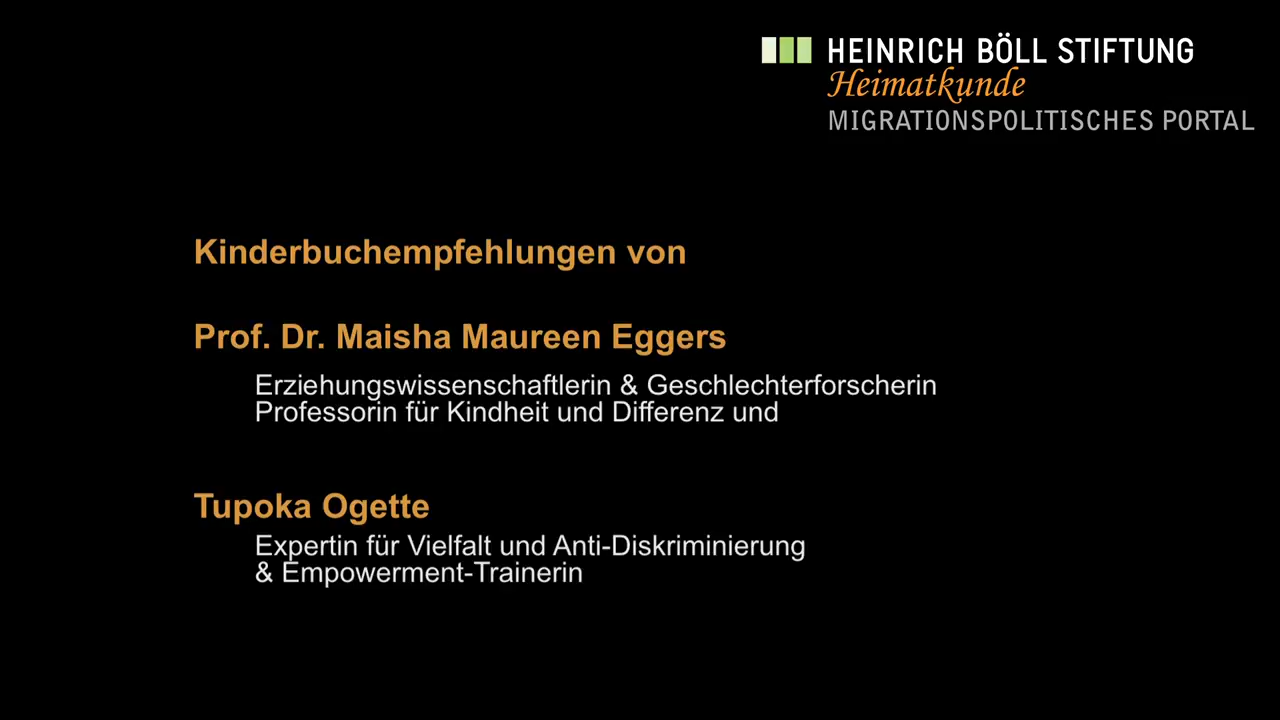 HEINRICH BÖLL STIFTUNG
Heimatkunde
MIGRATIONSPOLITISCHES PORTAL
Kinderbuchempfehlungen von
Prof. Dr. Maisha Maureen Eggers
Erziehungswissenschaftlerin & Geschlechterforscherin
Professorin für Kindheit und Differenz und
Tupoka Ogette
Expertin für Vielfalt und Anti-Diskriminierung
& Empowerment-Trainerin